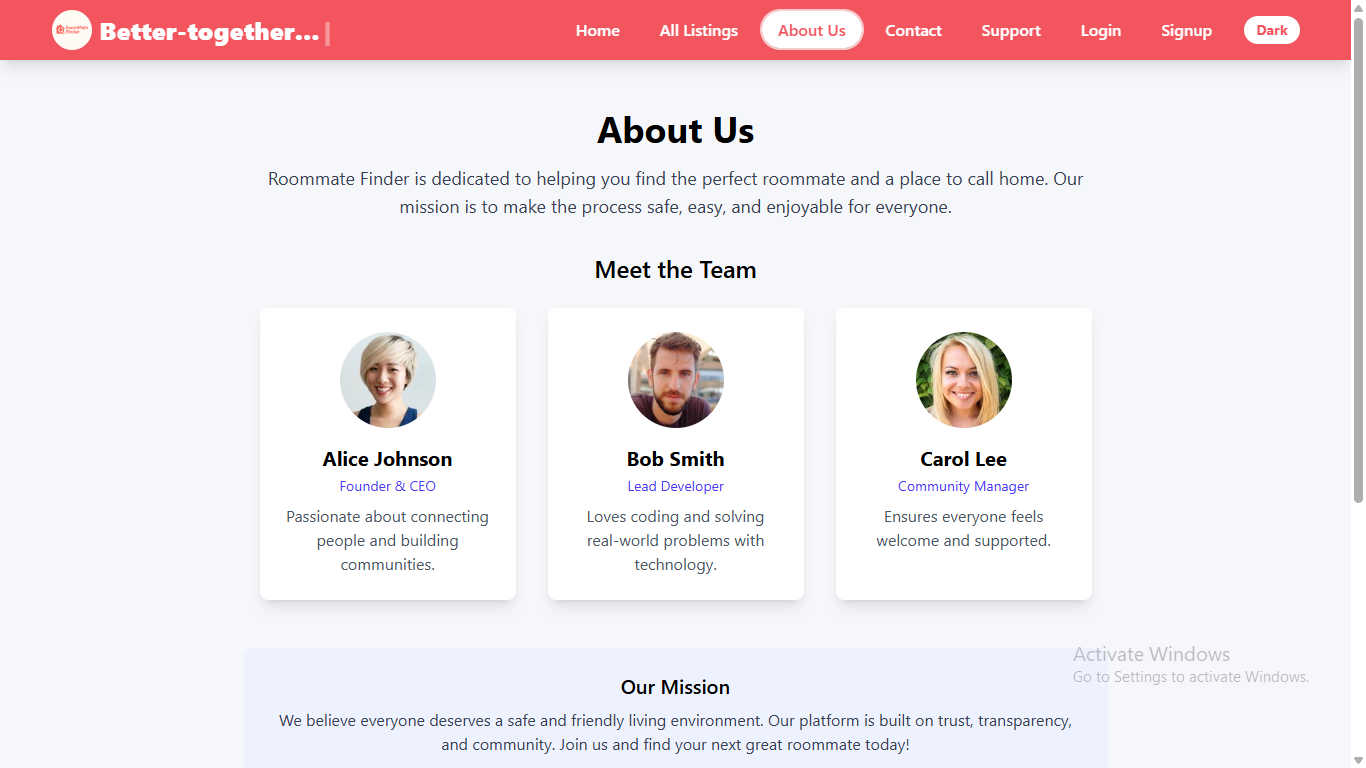 RoomMate Finder
Better-together...|
Home
All Listings
About Us
Contact
Support
Login
Signup
Dark
About Us
Roommate Finder is dedicated to helping you find the perfect roommate and a place to call home. Our
mission is to make the process safe, easy, and enjoyable for everyone.
Meet the Team
Alice Johnson
Founder & CEO
Passionate about connecting
people and building
communities.
Bob Smith
Lead Developer
Loves coding and solving
real-world problems with
technology.
Carol Lee
Community Manager
Ensures everyone feels
welcome and supported.
Activate Windows
Go to Settings to activate Windows.
Our Mission
We believe everyone deserves a safe and friendly living environment. Our platform is built on trust, transparency,
and community. Join us and find your next great roommate today!